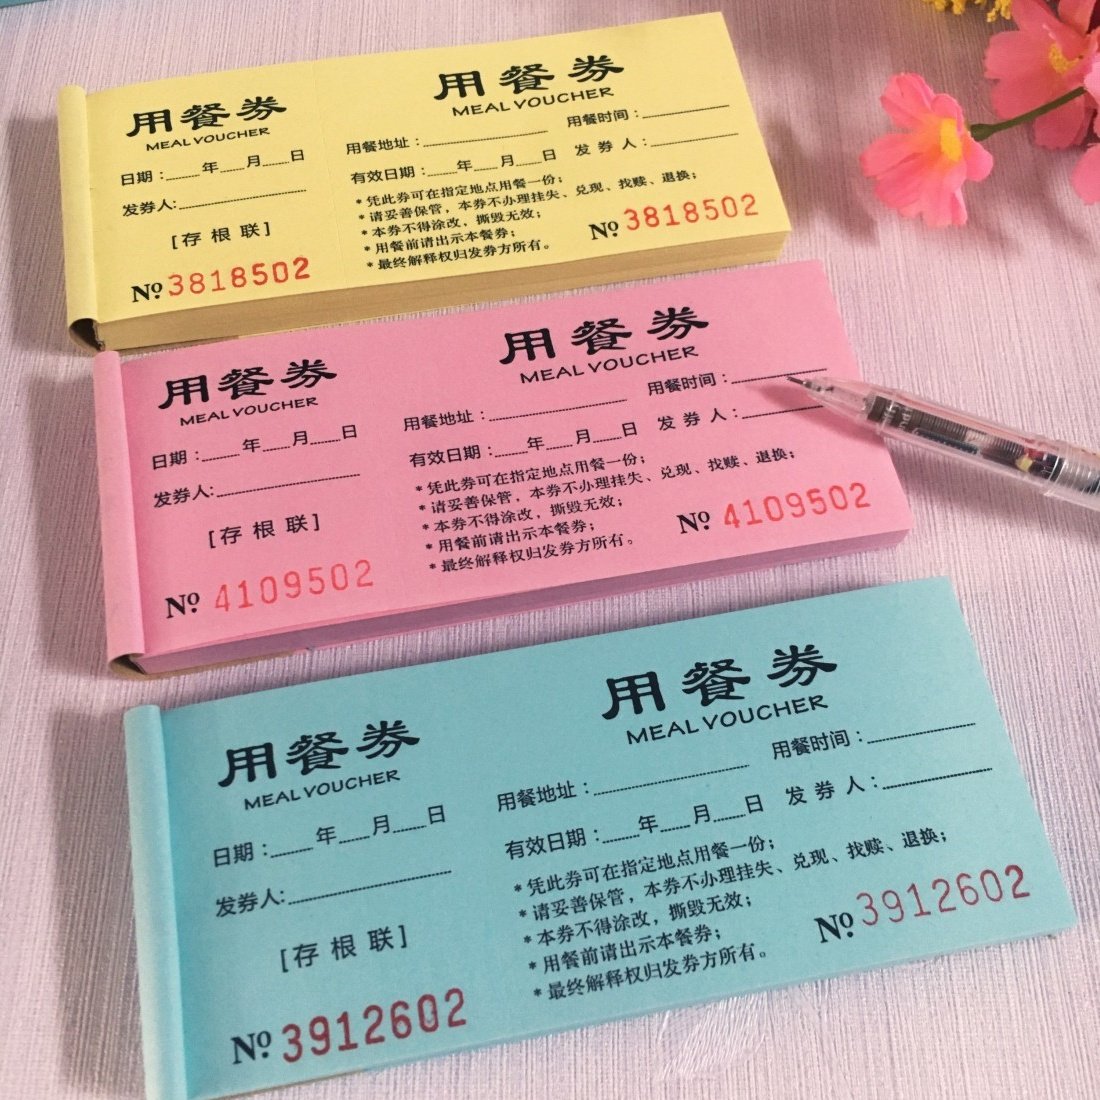 用餐券
MEAL VOUCHER
日期：____年___月____日
发券人:
[存根联]
№ 3818502
用餐券
MEAL VOUCHER
用餐地址： 用餐时间：
有效日期：____年___月____日 发 券 人：
*凭此券可在指定地点用餐一份；
*请妥善保管，本券不办理挂失、兑现、找赎、退换；
*本券不得涂改，撕毁无效；
*用餐前请出示本餐券；
*最终解释权归发券方所有。
№ 3818502
用餐券
MEAL VOUCHER
日期：____年___月____日
发券人:
[存根联]
№ 4109502
用餐券
MEAL VOUCHER
用餐地址： 用餐时间：
有效日期：____年___月____日 发 券 人：
*凭此券可在指定地点用餐一份；
*请妥善保管，本券不办理挂失、兑现、找赎、退换；
*本券不得涂改，撕毁无效；
*用餐前请出示本餐券；
*最终解释权归发券方所有。
№ 4109502
用餐券
MEAL VOUCHER
日期：____年___月____日
发券人:
[存根联]
№ 3912602
用餐券
MEAL VOUCHER
用餐地址： 用餐时间：
有效日期：____年___月____日 发 券 人：
*凭此券可在指定地点用餐一份；
*请妥善保管，本券不办理挂失、兑现、找赎、退换；
*本券不得涂改，撕毁无效；
*用餐前请出示本餐券；
*最终解释权归发券方所有。
№ 3912602